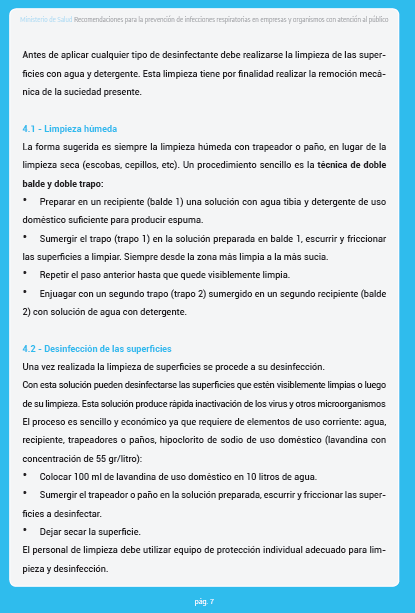 Ministerio de Salud Recomendaciones para la prevención de infecciones respiratorias en empresas y organismos con atención al público
Antes de aplicar cualquier tipo de desinfectante debe realizarse la limpieza de las super-
ficies con agua y detergente. Esta limpieza tiene por finalidad realizar la remoción mecá-
nica de la suciedad presente.
4.1 - Limpieza húmeda
La forma sugerida es siempre la limpieza húmeda con trapeador o paño, en lugar de la
limpieza seca (escobas, cepillos, etc). Un procedimiento sencillo es la técnica de doble
balde y doble trapo:
• Preparar en un recipiente (balde 1) una solución con agua tibia y detergente de uso
doméstico suficiente para producir espuma.
• Sumergir el trapo (trapo 1) en la solución preparada en balde 1, escurrir y friccionar
las superficies a limpiar. Siempre desde la zona más limpia a la más sucia.
• Repetir el paso anterior hasta que quede visiblemente limpia.
• Enjuagar con un segundo trapo (trapo 2) sumergido en un segundo recipiente (balde
2) con solución de agua con detergente.
4.2 - Desinfección de las superficies
Una vez realizada la limpieza de superficies se procede a su desinfección.
Con esta solución pueden desinfectarse las superficies que estén visiblemente limpias o luego
de su limpieza. Esta solución produce rápida inactivación de los virus y otros microorganismos
El proceso es sencillo y económico ya que requiere de elementos de uso corriente: agua,
recipiente, trapeadores o paños, hipoclorito de sodio de uso doméstico (lavandina con
concentración de 55 gr/litro):
• Colocar 100 ml de lavandina de uso doméstico en 10 litros de agua.
• Sumergir el trapeador o paño en la solución preparada, escurrir y friccionar las super-
ficies a desinfectar.
• Dejar secar la superficie.
El personal de limpieza debe utilizar equipo de protección individual adecuado para lim-
pieza y desinfección.
pág. 7